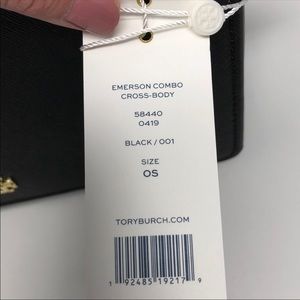 EMERSON COMBO
CROSS-BODY
58440
0419
BLACK / 001
SIZE
OS
TORYBURCH.COM
1 92485 19217 9